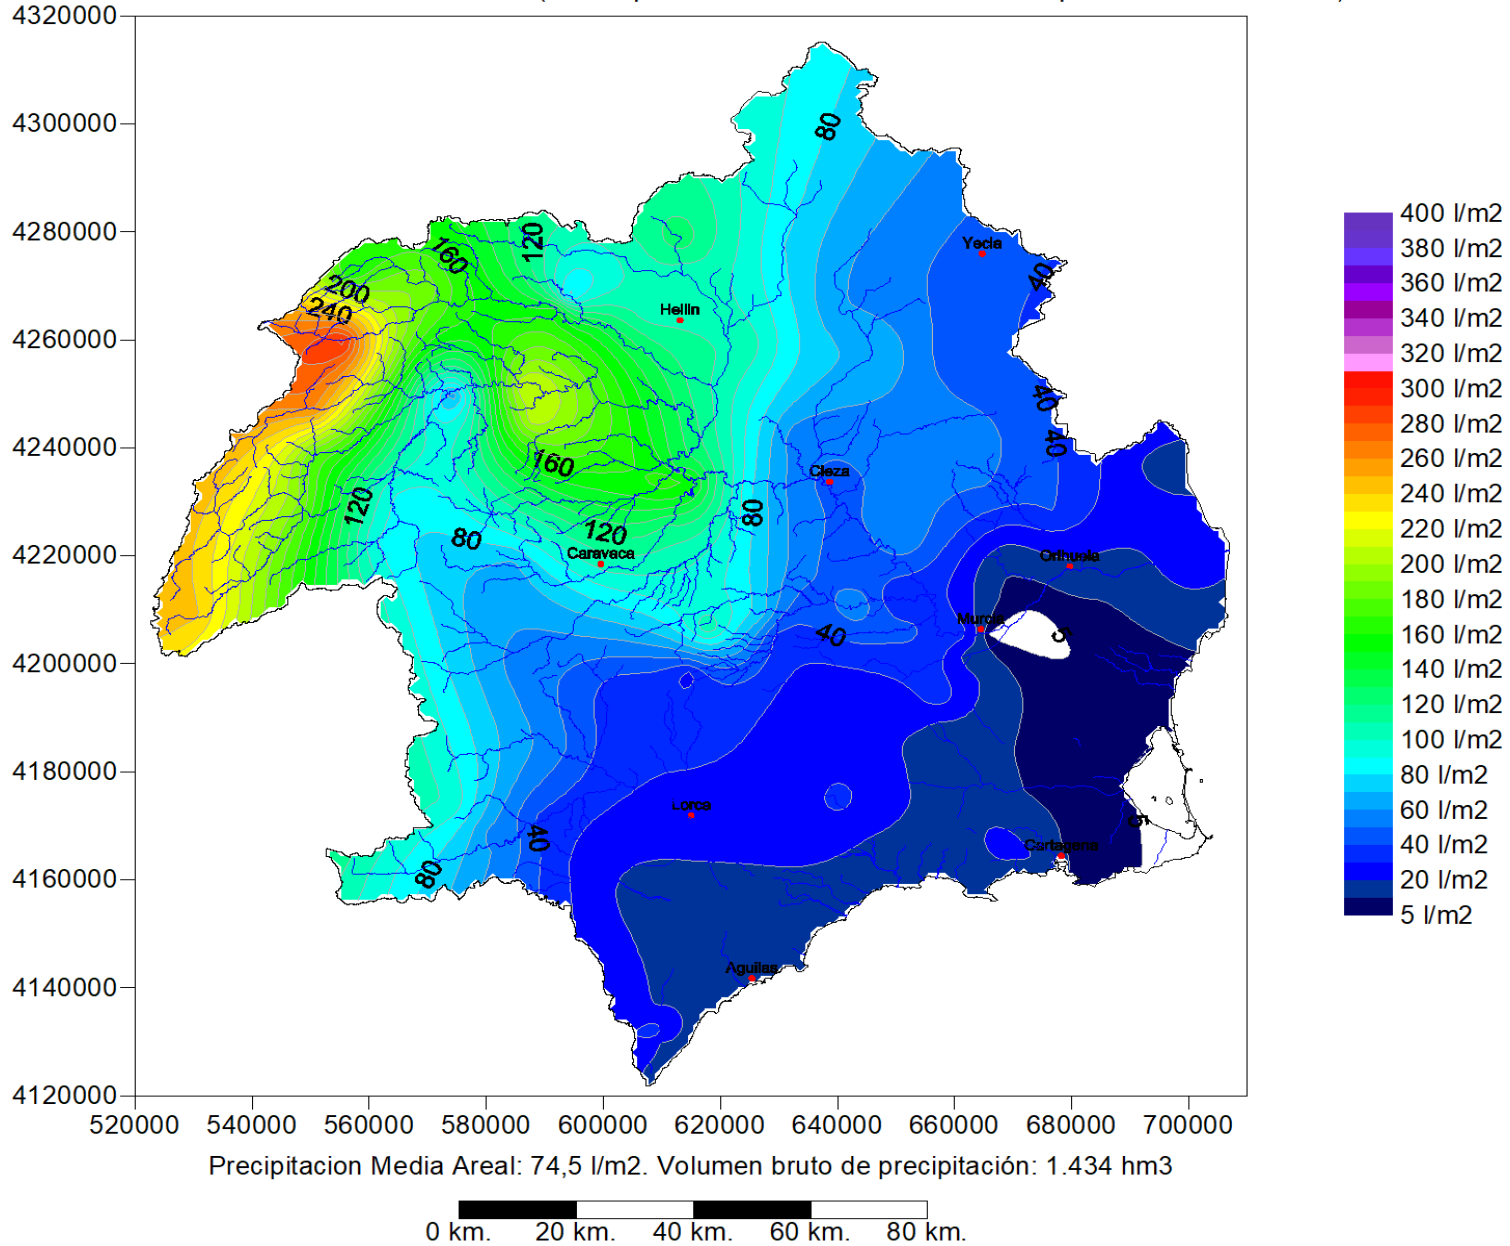 4320000
4300000
80
4280000
120
160
Yecla
40
200
240
Hellin
400 l/m2
380 l/m2
360 l/m2
340 l/m2
320 l/m2
300 l/m2
280 l/m2
260 l/m2
240 l/m2
220 l/m2
200 l/m2
180 l/m2
160 l/m2
140 l/m2
120 l/m2
100 l/m2
80 l/m2
60 l/m2
40 l/m2
20 l/m2
5 l/m2
4260000
40
4240000
40
160
Cieza
120
80
80
120
4220000
Caravaca
Orihuela
Murcia
40
5
4200000
4180000
Lorca
5
40
Cartagena
80
4160000
Aguilas
4140000
4120000
520000 540000 560000 580000 600000 620000 640000 660000 680000 700000
Precipitacion Media Areal: 74,5 l/m2. Volumen bruto de precipitación: 1.434 hm3
0 km. 20 km. 40 km. 60 km. 80 km.